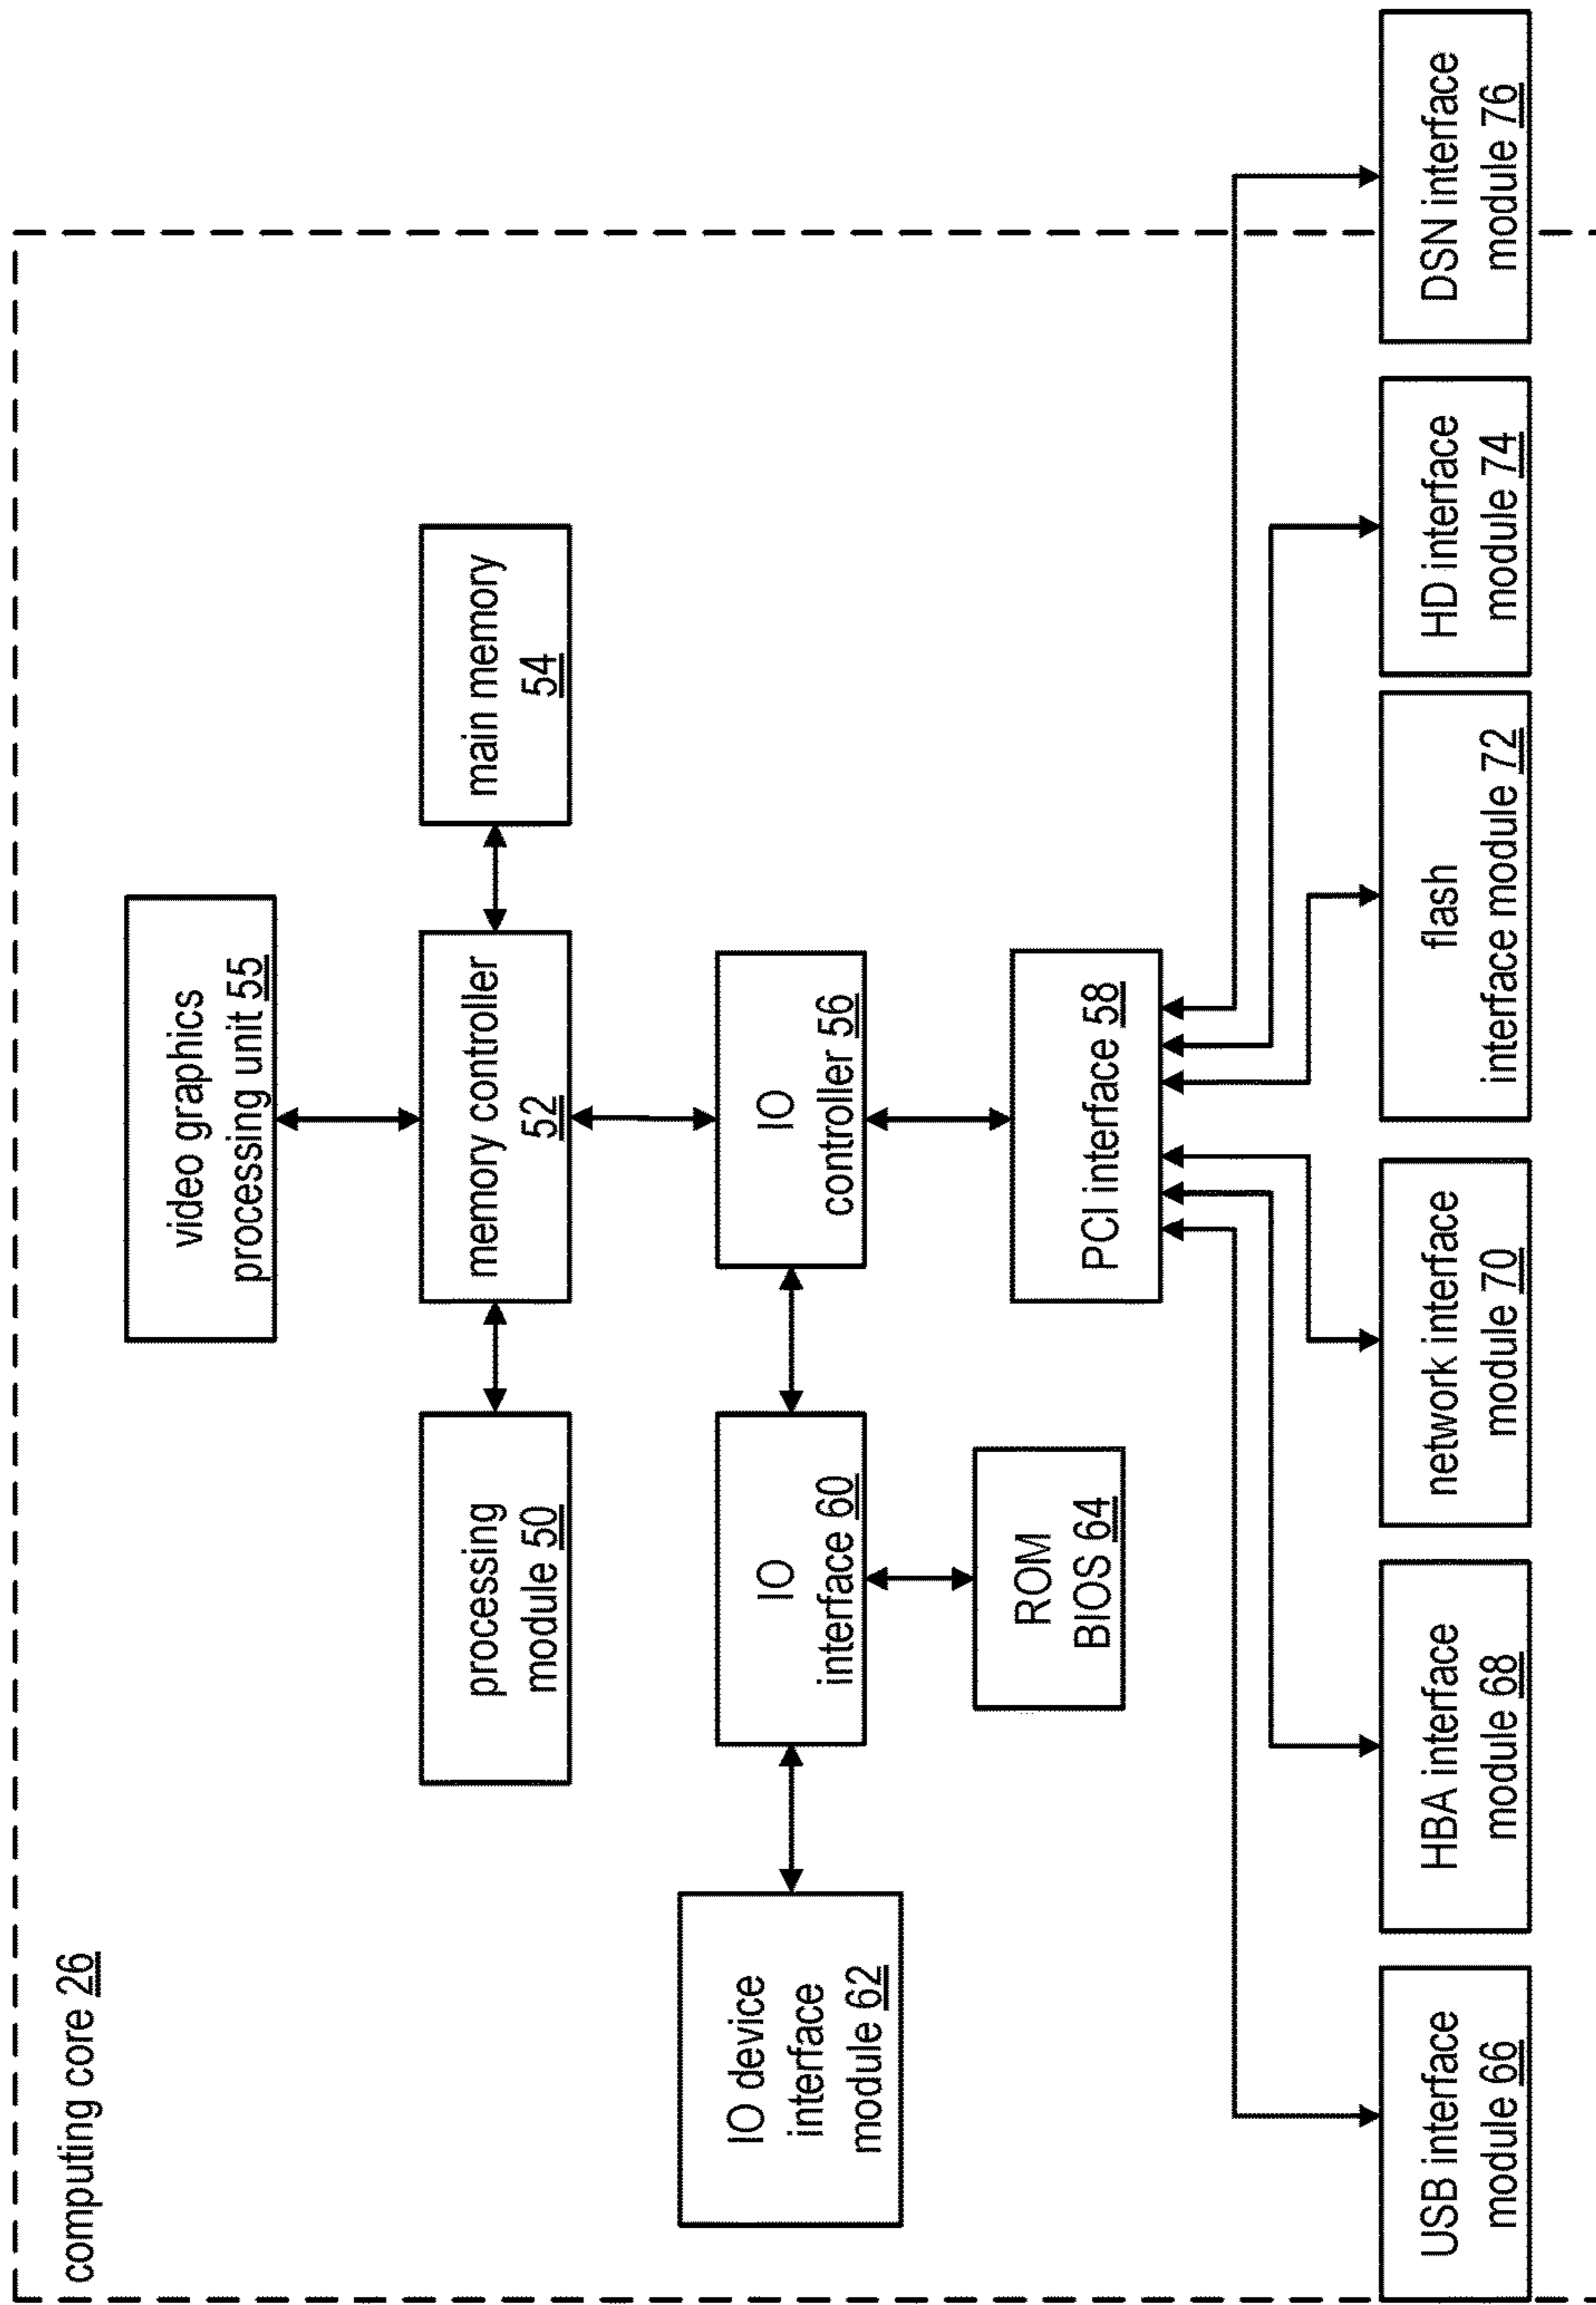 computing core 26
video graphics
processing unit 55
processing
module 50
memory controller
52
main memory
54
IO device
interface
module 62
IO
interface 60
IO
controller 56
ROM
BIOS 64
PCI interface 58
USB interface
module 66
HBA interface
module 68
network interface
module 70
flash
interface module 72
HD interface
module 74
DSN interface
module 76